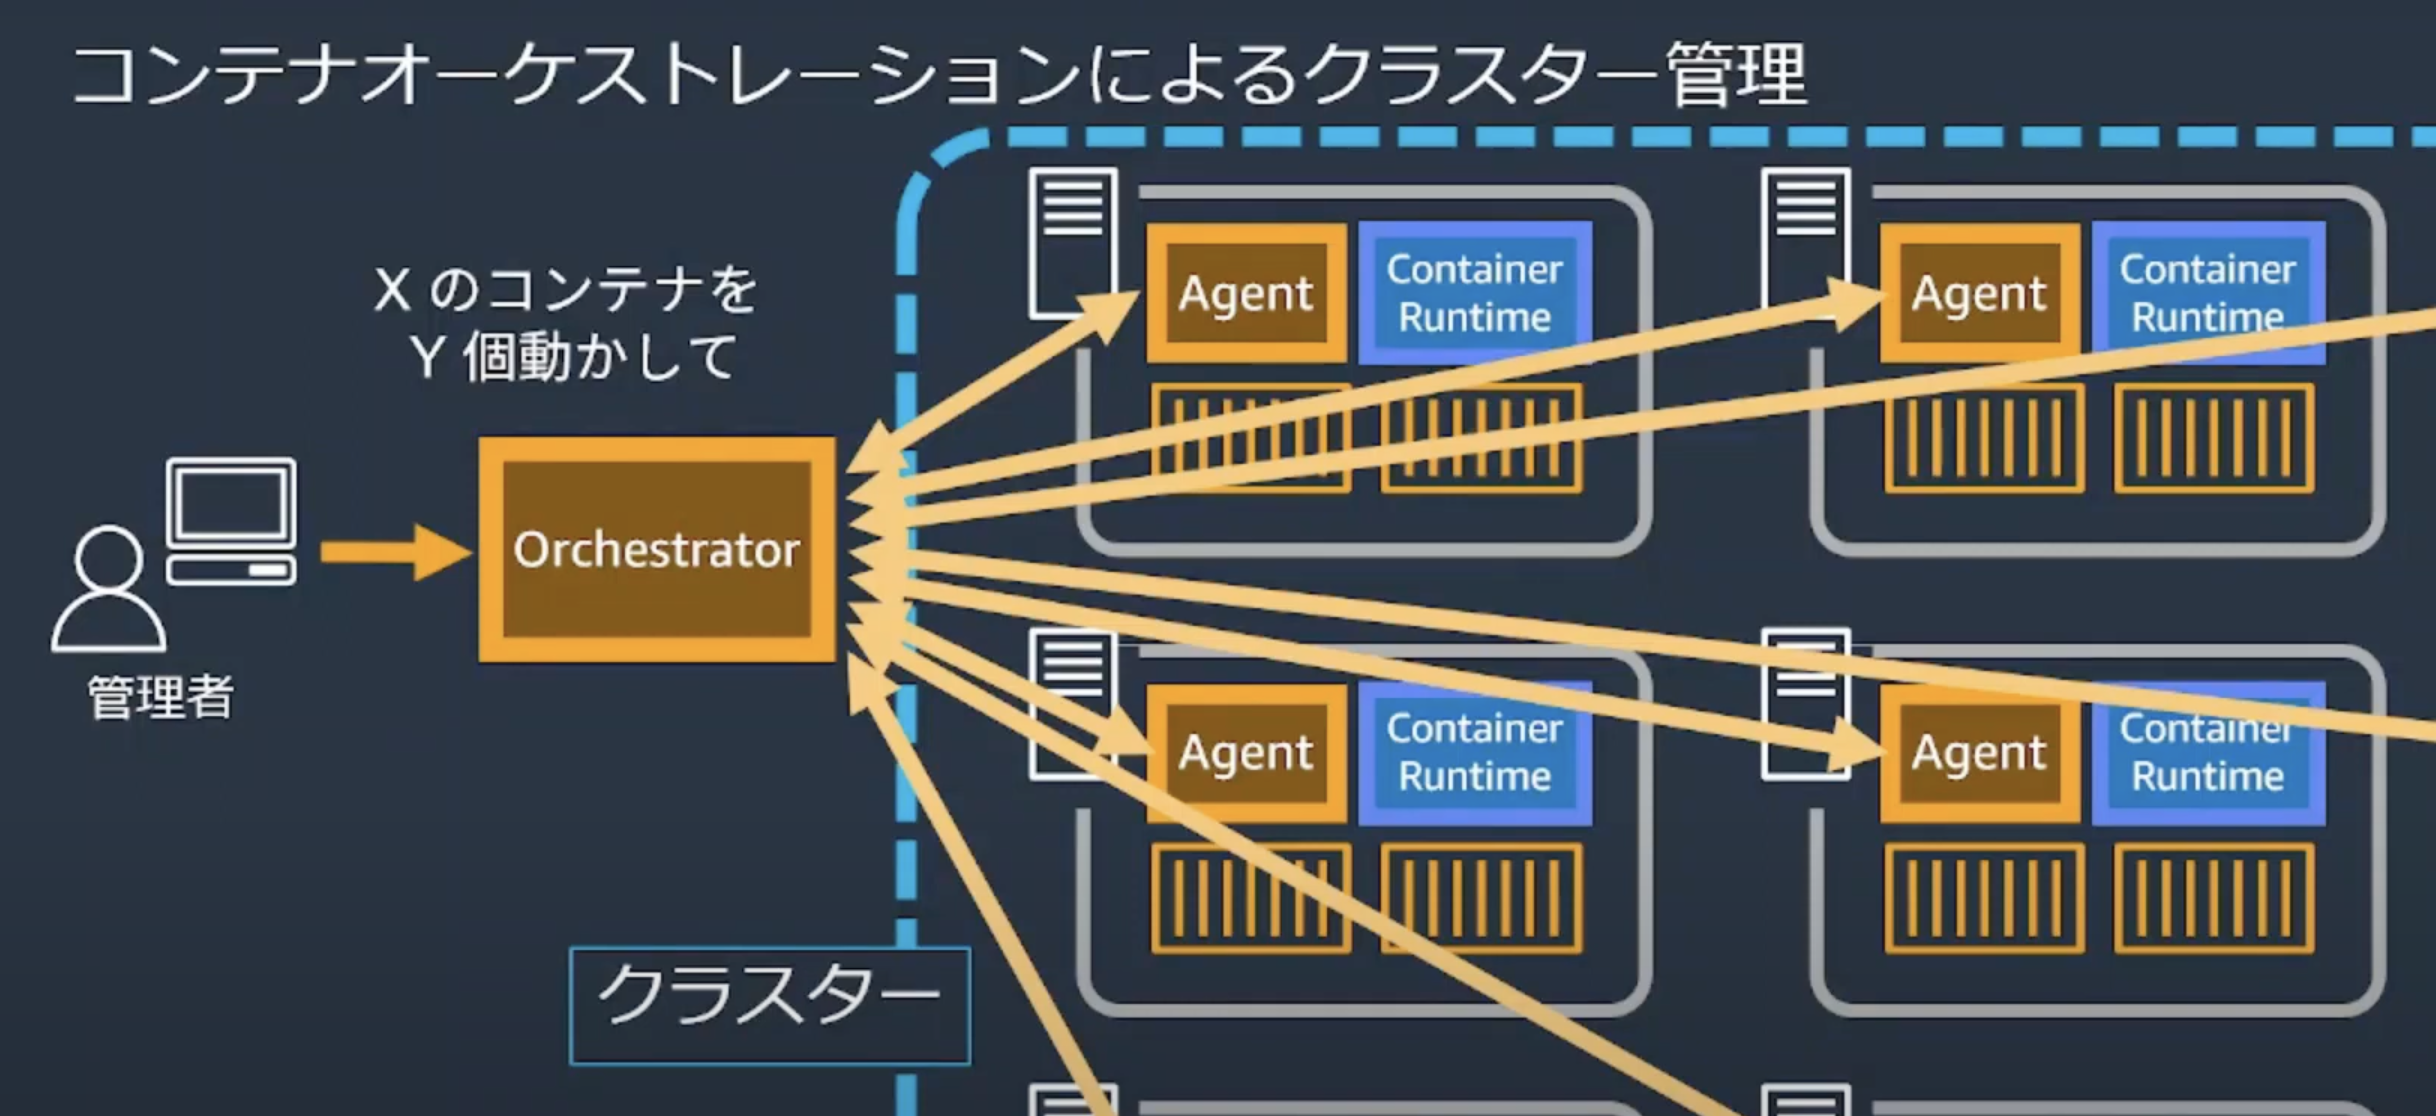 コンテナオーケストレーションによるクラスター管理
X のコンテナを
Y 個動かして
管理者
Orchestrator
クラスター
Agent
Container
Runtime
Agent
Container
Runtime
Agent
Container
Runtime
Agent
Container
Runtime